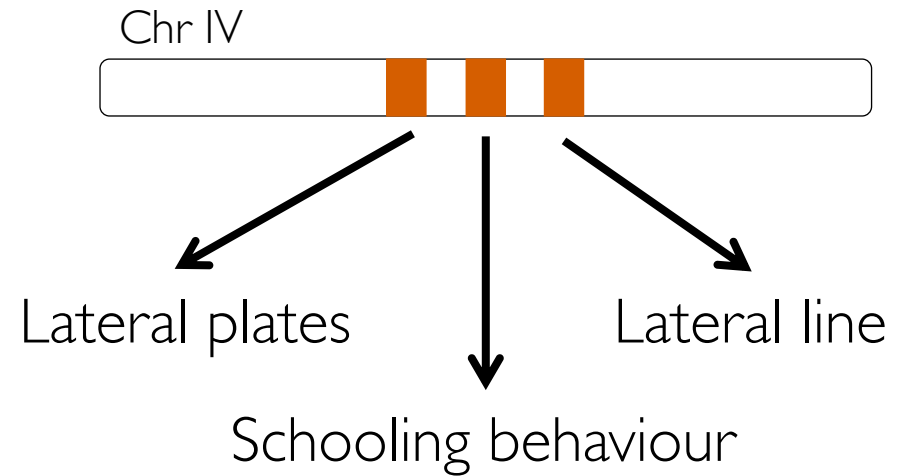 Chr IV
Lateral plates
Lateral line
Schooling behaviour